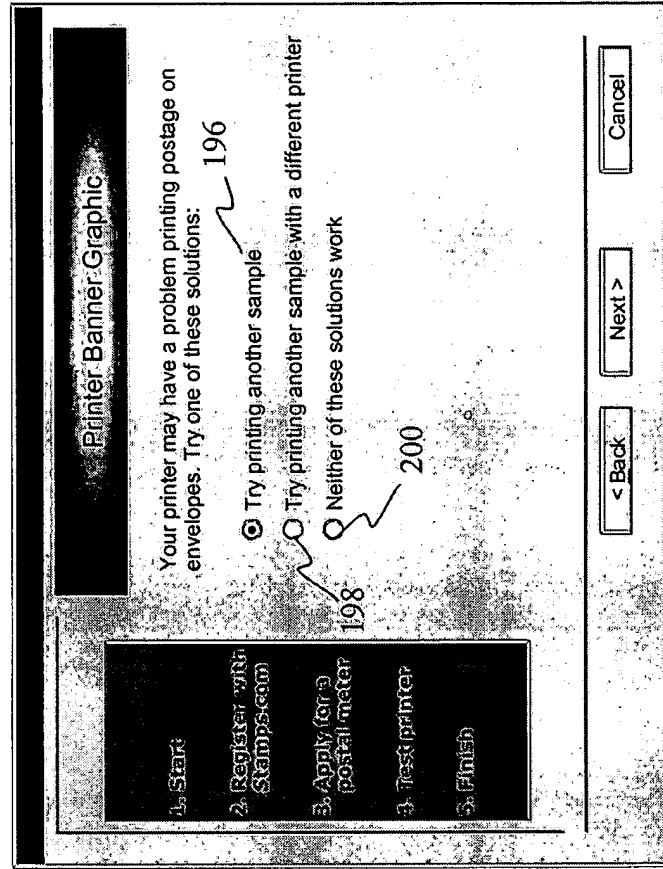 Printer Banner Graphic
1. Start
2. Register with
Stamps.com
3. Apply for a
postal meter
4. Test printer
5. Finish
Your printer may have a problem printing postage on
envelopes. Try one of these solutions:
196
Try printing another sample
Try printing another sample with a different printer
198
Neither of these solutions work
200
< Back
Next >
Cancel